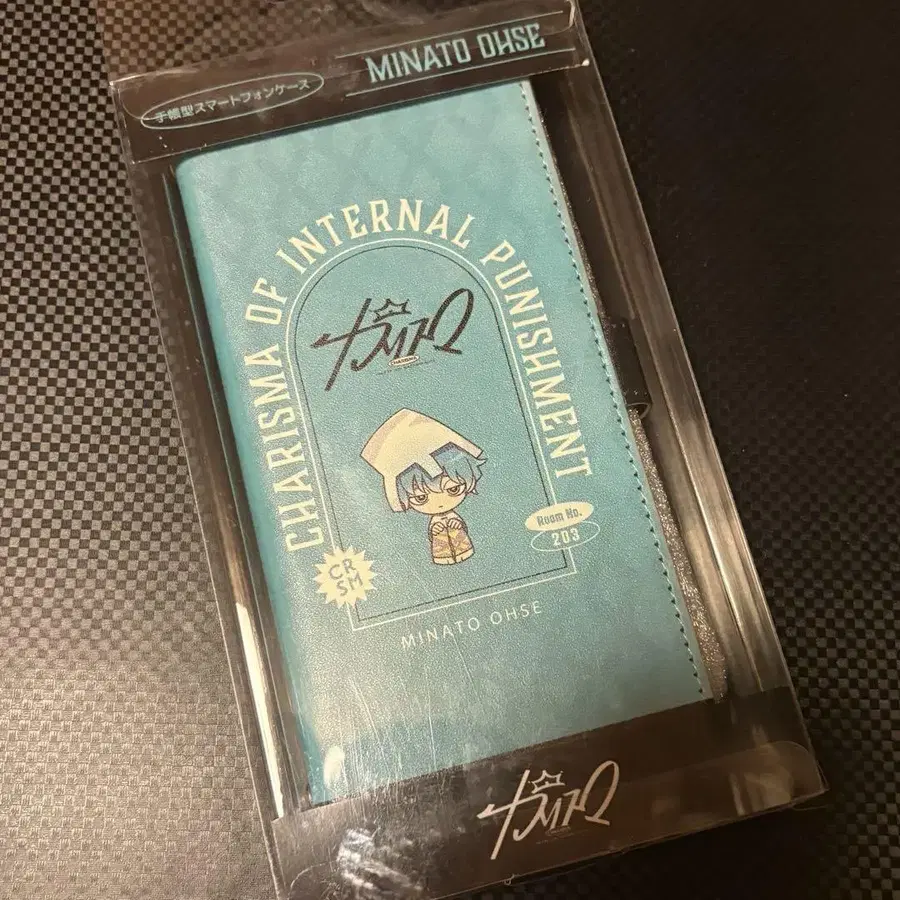 MINATO OHSE
手帳型スマートフォンケース
CHARISMA OF INTERNAL PUNISHMENT
カリスマ
Room No.
203
CR
SM
MINATO OHSE
カリスマ